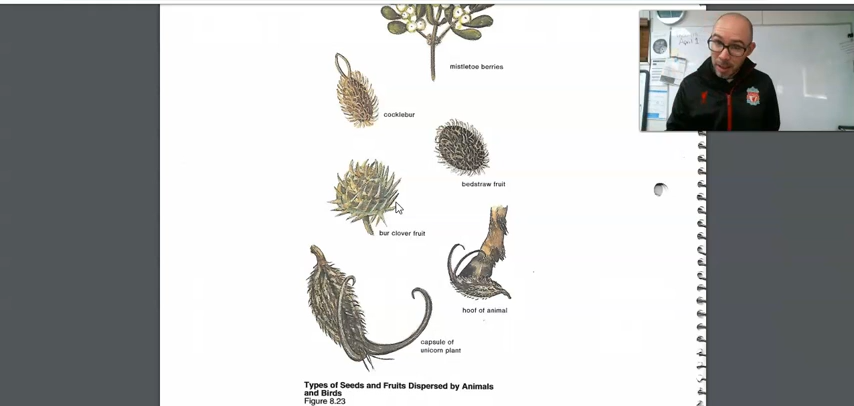 mistletoe berries
cocklebur
bedstraw fruit
bur clover fruit
hoof of animal
capsule of
unicorn plant
Types of Seeds and Fruits Dispersed by Animals
and Birds
Figure 8.23